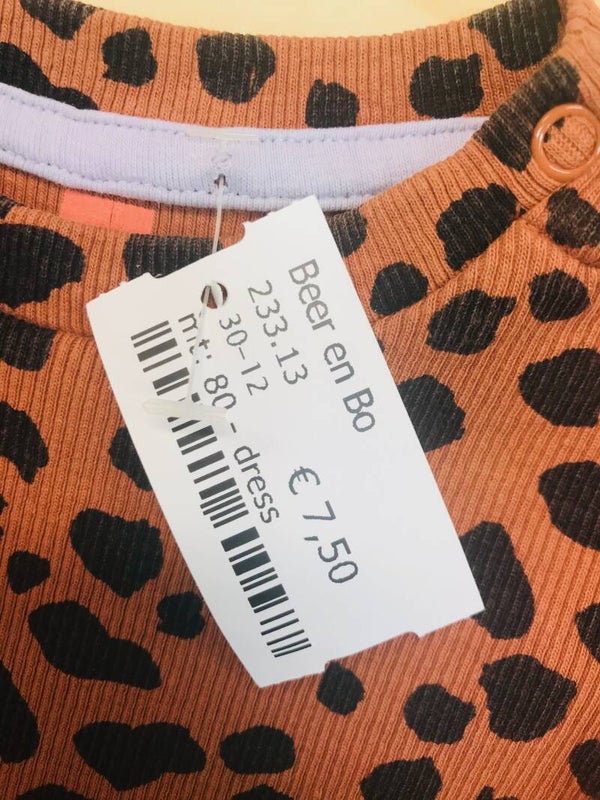 Beer en Bo
233.13
€ 7,50
30-12
mt: 80 - dress